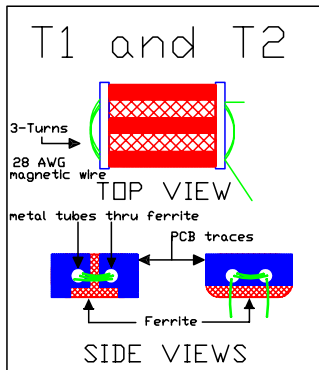 T1 and T2
3-Turns
28 AWG
magnetic wire
TOP VIEW
metal tubes thru ferrite
PCB traces
Ferrite
SIDE VIEWS